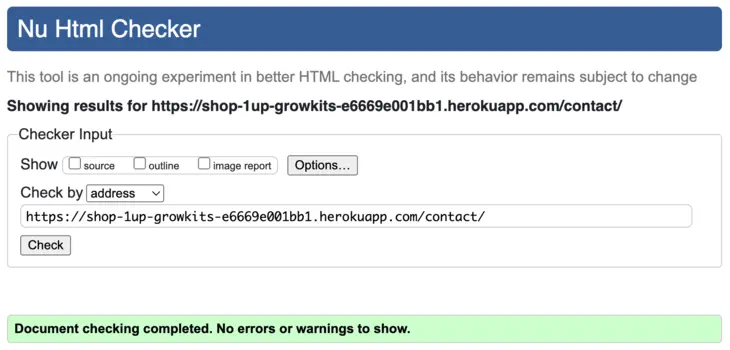 Nu Html Checker
This tool is an ongoing experiment in better HTML checking, and its behavior remains subject to change
Showing results for https://shop-1up-growkits-e6669e001bb1.herokuapp.com/contact/
Checker Input
Show source outline image report Options...
Check by address
https://shop-1up-growkits-e6669e001bb1.herokuapp.com/contact/
Check
Document checking completed. No errors or warnings to show.